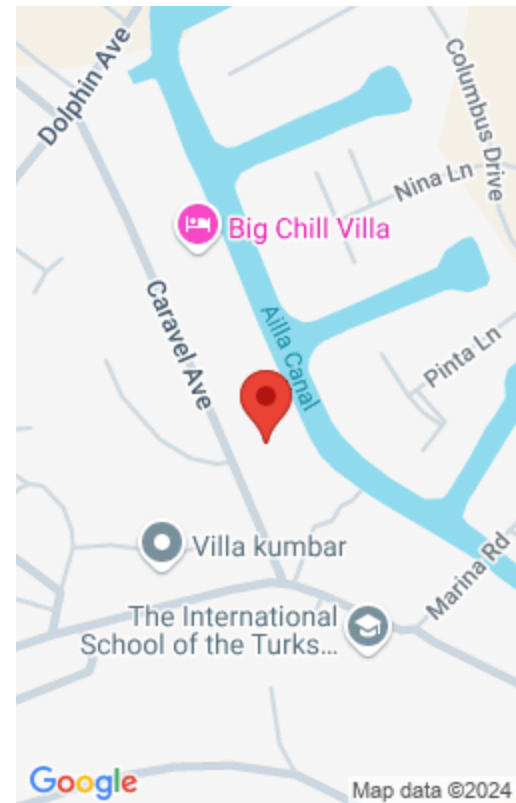 Dolphin Ave
Columbus Drive
Nina Ln
Big Chill Villa
Caravel Ave
Ailla Canal
Pinta Ln
Villa kumbar
Marina Rd
The International
School of the Turks...
Google
Map data ©2024